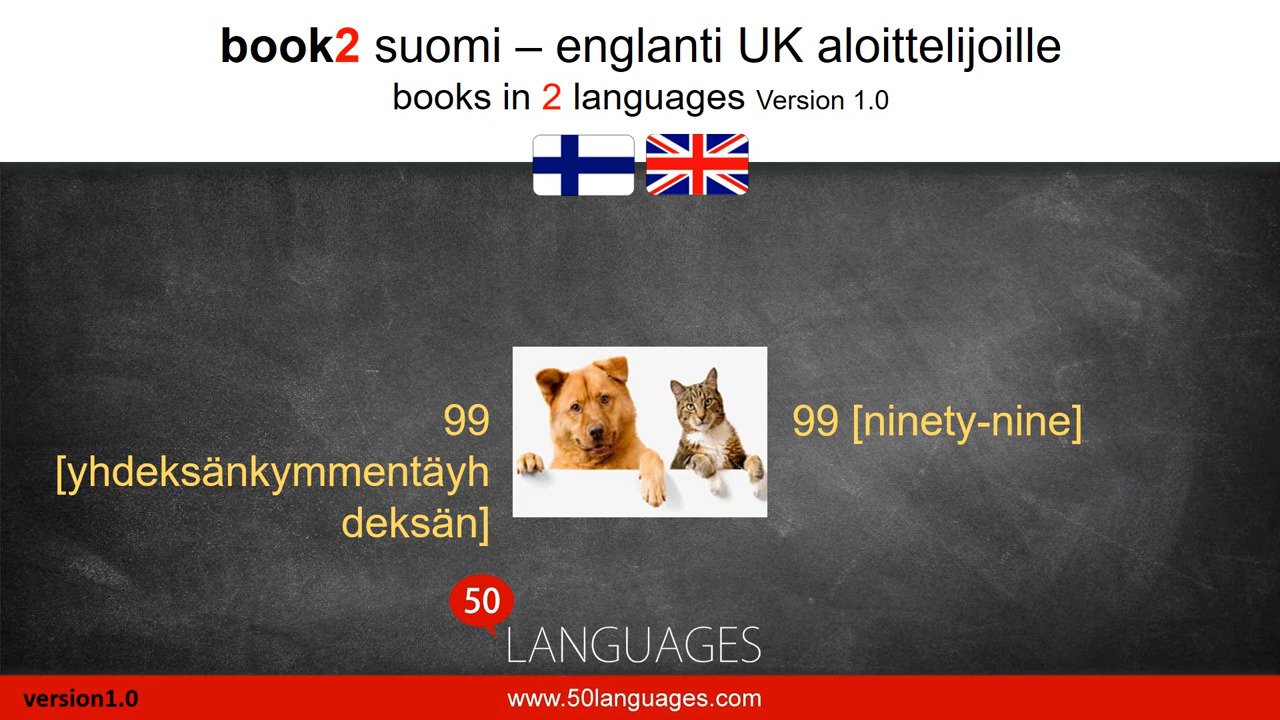 book2 suomi – englanti UK aloittelijoille
books in 2 languages Version 1.0
99
[yhdeksänkymmentäyh
deksän]
99 [ninety-nine]
50
LANGUAGES
version1.0
www.50languages.com